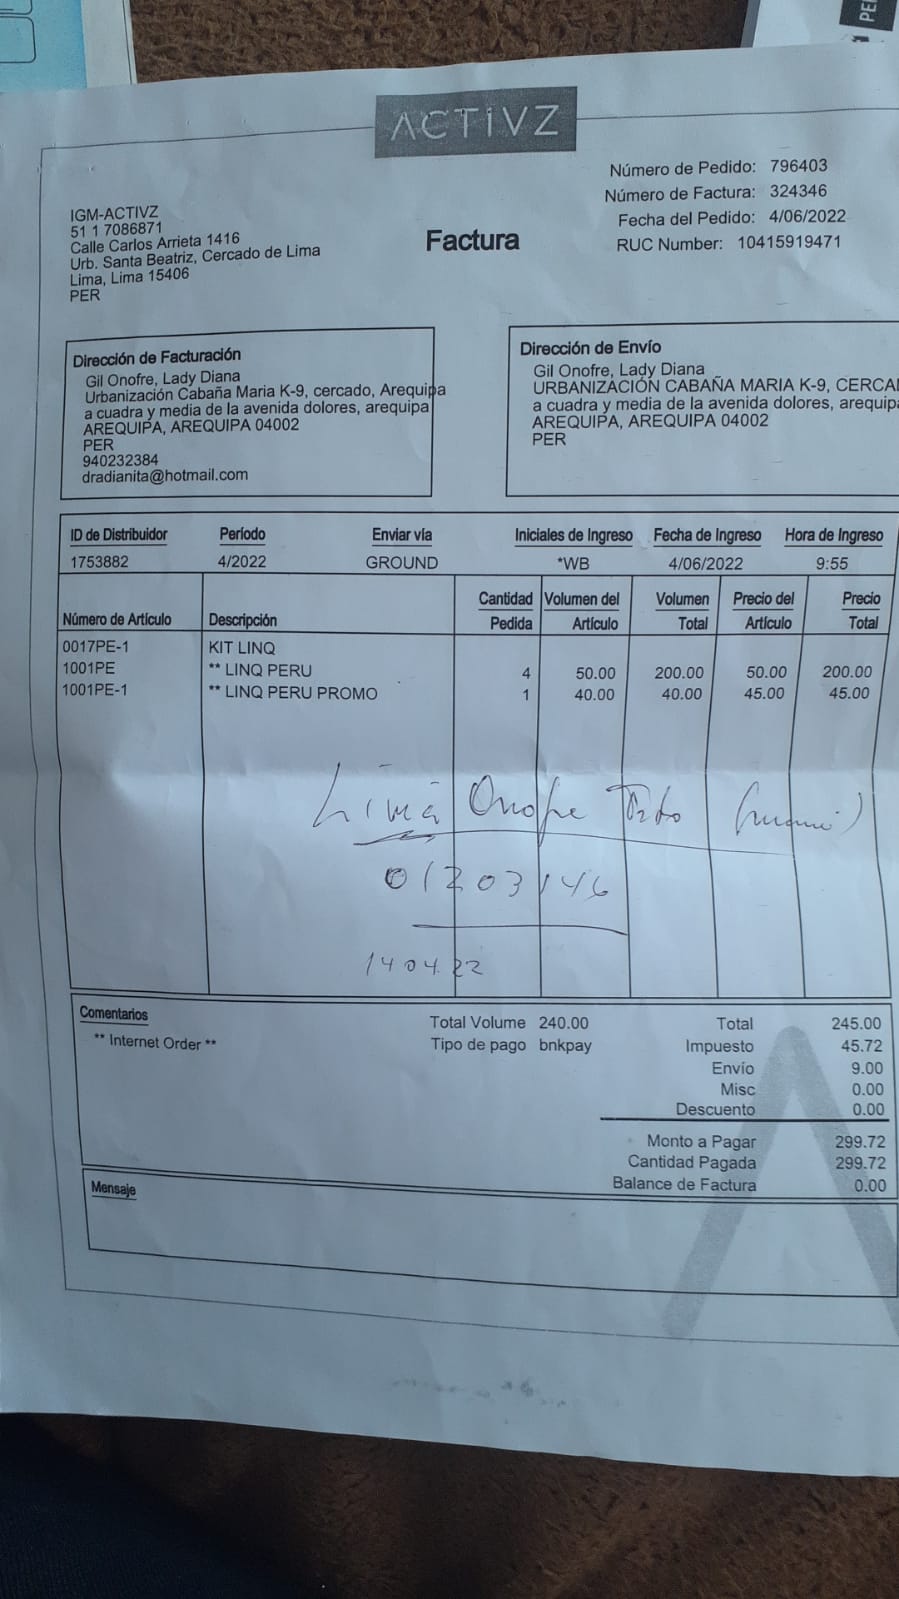 PER
ACTIVZ
Número de Pedido: 796403
Número de Factura: 324346
Fecha del Pedido: 4/06/2022
RUC Number: 10415919471
IGM-ACTIVZ
51 1 7086871
Calle Carlos Arrieta 1416
Urb. Santa Beatriz, Cercado de Lima
Lima, Lima 15406
PER
Factura
Dirección de Facturación
Gil Onofre, Lady Diana
Urbanización Cabaña Maria K-9, cercado, Arequipa
a cuadra y media de la avenida dolores, arequipa
AREQUIPA, AREQUIPA 04002
PER
940232384
dradianita@hotmail.com
Dirección de Envío
Gil Onofre, Lady Diana
URBANIZACIÓN CABAÑA MARIA K-9, CERCA
a cuadra y media de la avenida dolores, arequip
AREQUIPA, AREQUIPA 04002
PER
ID de Distribuidor Período Enviar vía Iniciales de Ingreso Fecha de Ingreso Hora de Ingreso
1753882 4/2022 GROUND *WB 4/06/2022 9:55
Número de Artículo Descripción Cantidad Pedida Volumen del Artículo Volumen Total Precio del Artículo Precio Total
0017PE-1 KIT LINQ
1001PE ** LINQ PERU 4 50.00 200.00 50.00 200.00
1001PE-1 ** LINQ PERU PROMO 1 40.00 40.00 45.00 45.00
Lima Onofre
01203146
140422
Comentarios
** Internet Order **
Total Volume 240.00
Tipo de pago bnkpay
Total 245.00
Impuesto 45.72
Envío 9.00
Misc 0.00
Descuento 0.00
Monto a Pagar 299.72
Cantidad Pagada 299.72
Balance de Factura 0.00
Mensaje